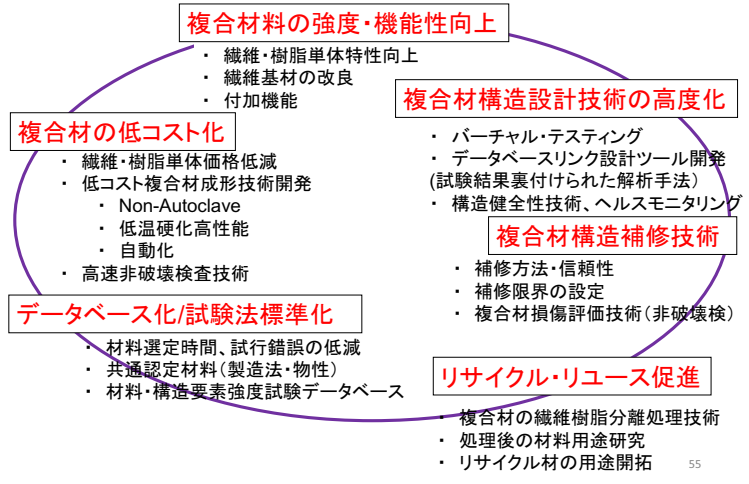 複合材料の強度・機能性向上
・ 繊維・樹脂単体特性向上
・ 繊維基材の改良
・ 付加機能
複合材の低コスト化
・ 繊維・樹脂単体価格低減
・ 低コスト複合材成形技術開発
・ Non-Autoclave
・ 低温硬化高性能
・ 自動化
・ 高速非破壊検査技術
データベース化/試験法標準化
・ 材料選定時間、試行錯誤の低減
・ 共通認定材料(製造法・物性)
・ 材料・構造要素強度試験データベース
複合材構造設計技術の高度化
・ バーチャル・テスティング
・ データベースリンク設計ツール開発
(試験結果裏付けられた解析手法)
・ 構造健全性技術、ヘルスモニタリング
複合材構造補修技術
・ 補修方法・信頼性
・ 補修限界の設定
・ 複合材損傷評価技術(非破壊検)
リサイクル・リユース促進
・ 複合材の繊維樹脂分離処理技術
・ 処理後の材料用途研究
・ リサイクル材の用途開拓
55